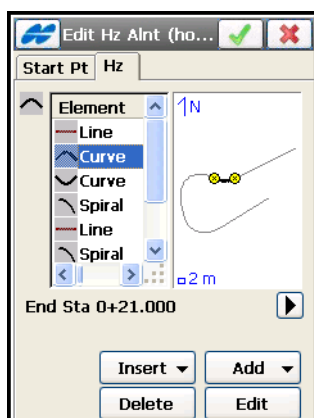 Edit Hz Alnt (ho...
Start Pt Hz
Element
Line
Curve
Curve
Spiral
Line
Spiral
N
2 m
End Sta 0+21.000
Insert Add
Delete Edit